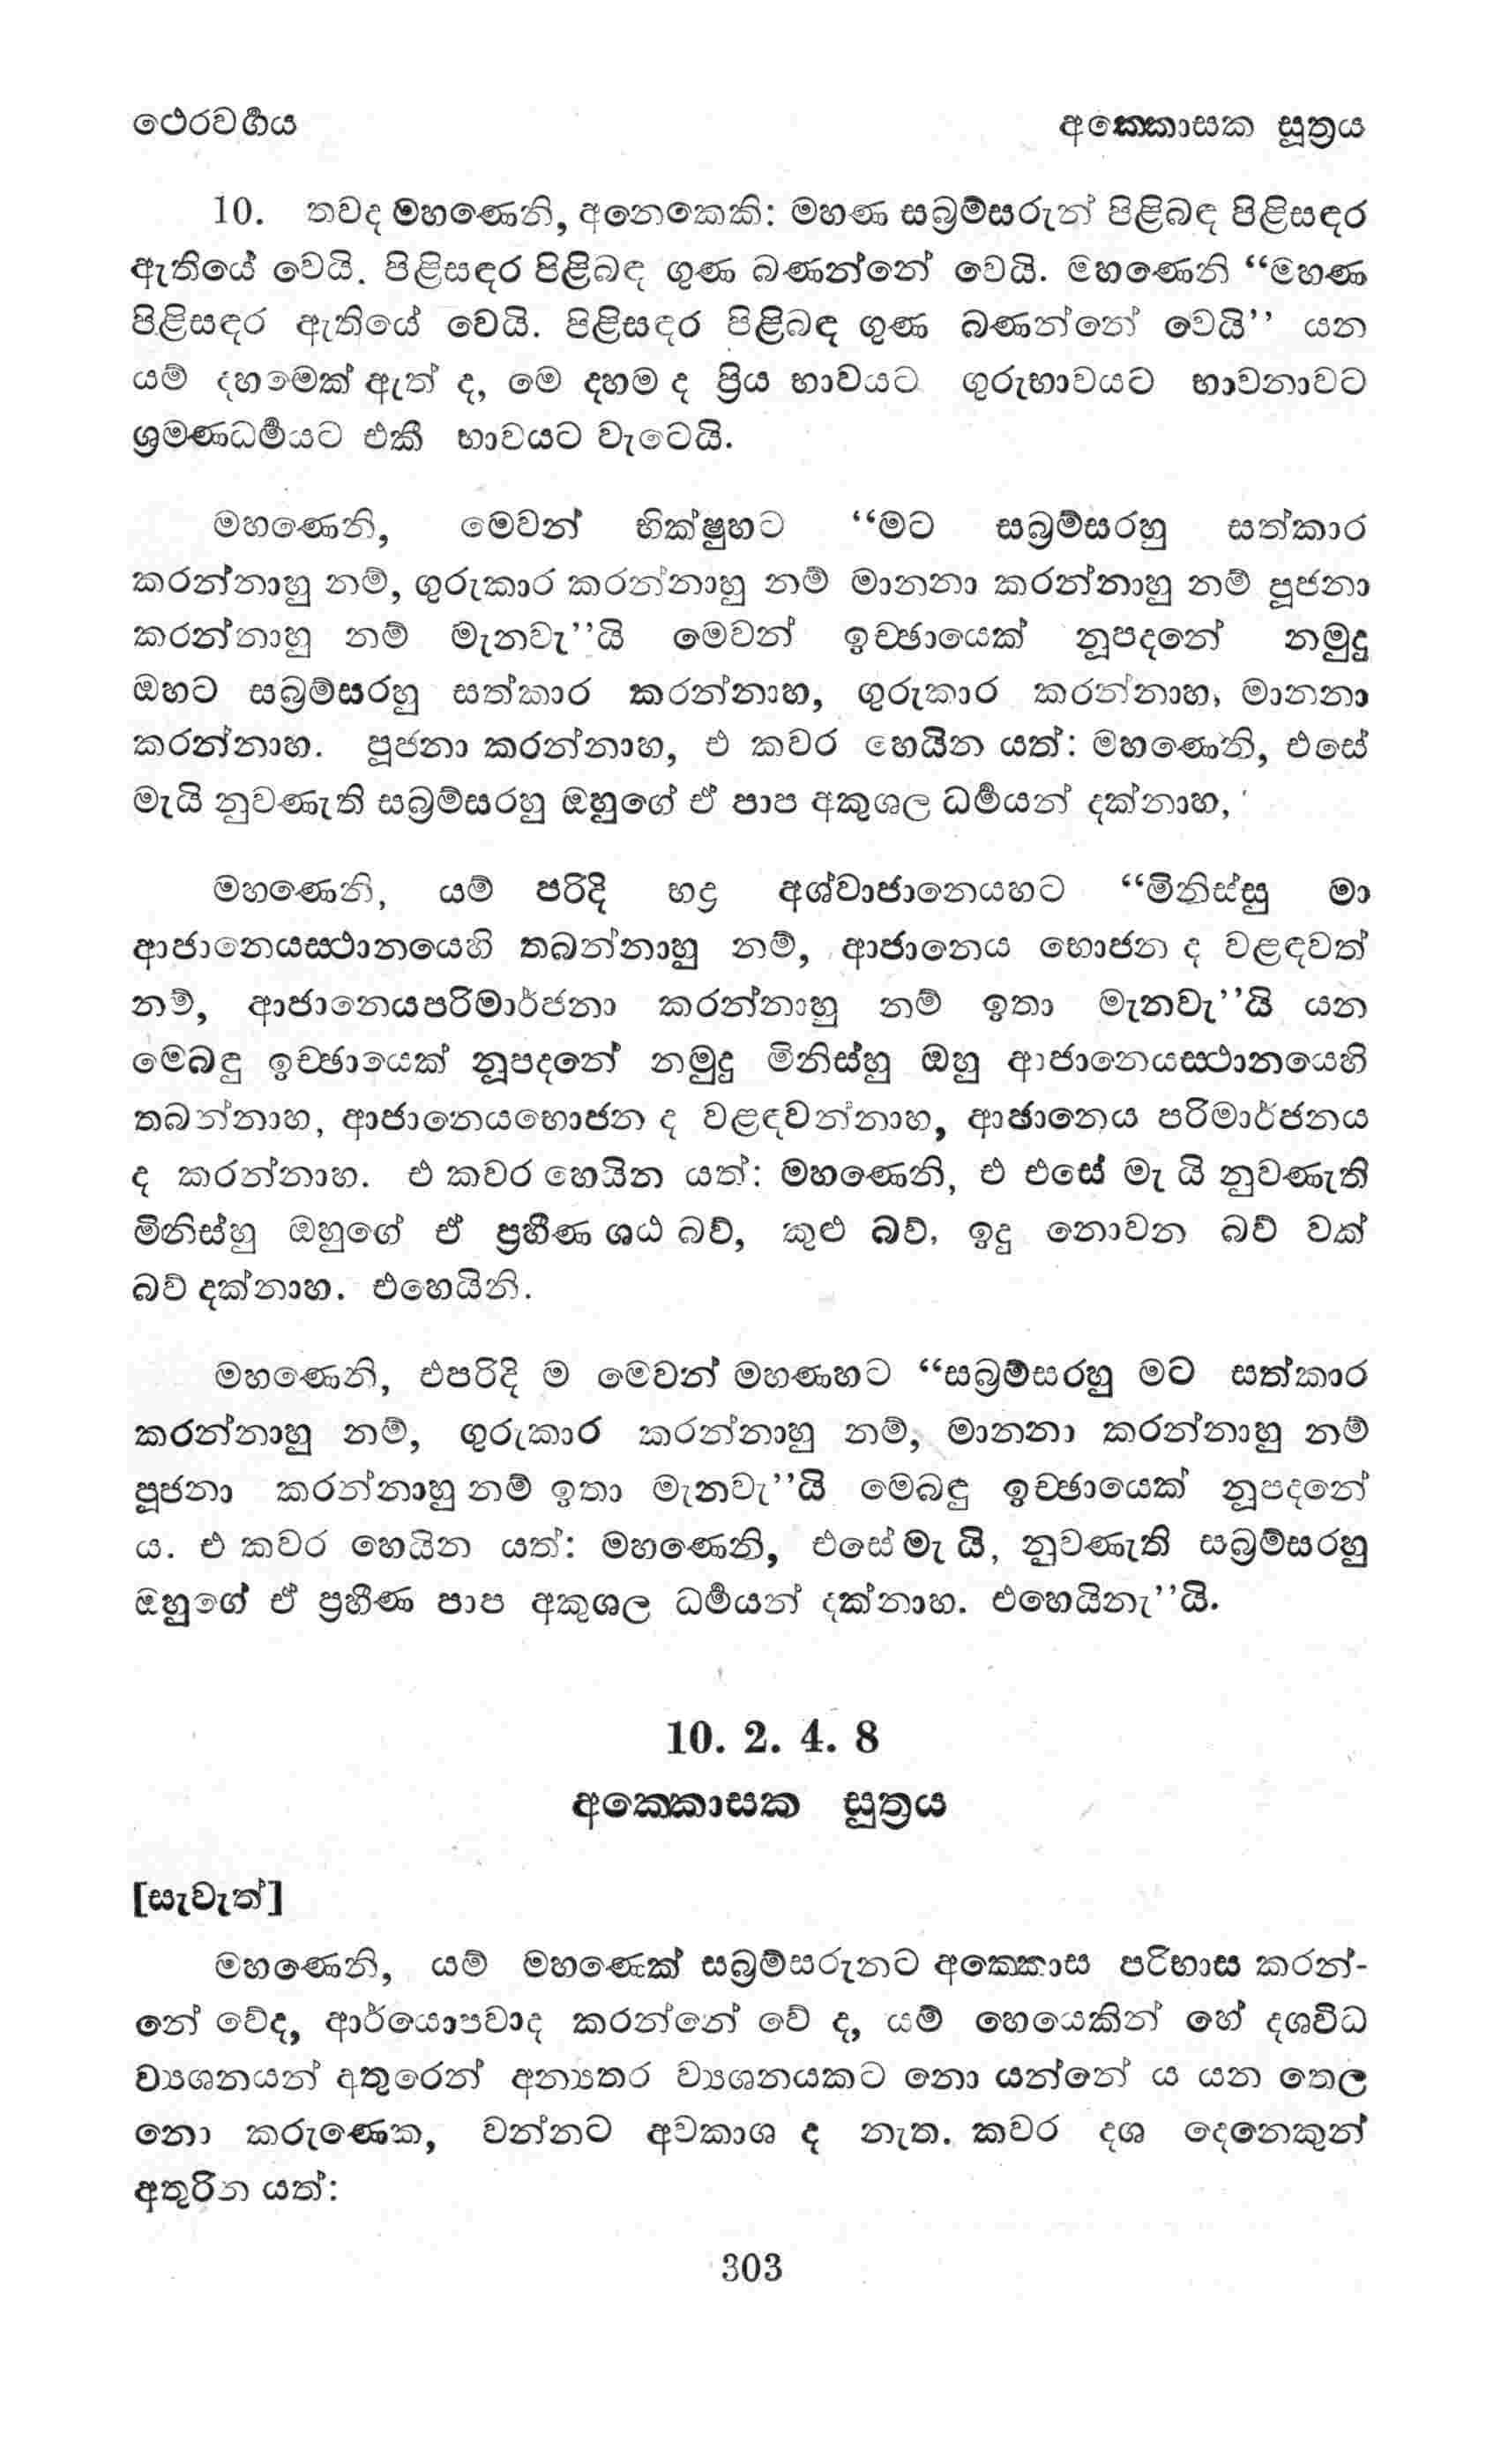 ථෙරවර්‍ගය
අක්‍කොසක සූත්‍රය
10. තවද මහණෙනි, අනෙකෙකි: මහණ සබ්‍රම්සරුන් පිළිබඳ පිළිසඳර
ඇතියේ වෙයි. පිළිසඳර පිළිබඳ ගුණ බණන්නේ වෙයි. මහණෙනි “මහණ
පිළිසඳර ඇතියේ වෙයි. පිළිසඳර පිළිබඳ ගුණ බණන්නේ වෙයි’’ යන
යම් දහමෙක් ඇත් ද, මෙ දහම ද ප්‍රිය භාවයට ගුරුභාවයට භාවනාවට
ශ්‍රමණධර්‍මයට එකී භාවයට වැටෙයි.
මහණෙනි, මෙවන් භික්ෂුහට “මට සබ්‍රම්සරහු සත්කාර
කරන්නාහු නම්, ගුරුකාර කරන්නාහු නම් මානනා කරන්නාහු නම් පූජනා
කරන්නාහු නම් මැනවැ’’යි මෙවන් ඉච්ඡායෙක් නූපදනේ නමුදු
ඔහට සබ්‍රම්සරහු සත්කාර කරන්නාහ, ගුරුකාර කරන්නාහ, මානනා
කරන්නාහ. පූජනා කරන්නාහ, එ කවර හෙයින යත්: මහණෙනි, එසේ
මැයි නුවණැති සබ්‍රම්සරහු ඔහුගේ ඒ පාප අකුශල ධර්‍මයන් දක්නාහ,
මහණෙනි, යම් පරිදි භද්‍ර අශ්වාජානෙයහට “මිනිස්සු මා
ආජානෙයස්‍ථානයෙහි තබන්නාහු නම්, ආජානෙය භොජන ද වළඳවත්
නම්, ආජානෙයපරිමාර්ජනා කරන්නාහු නම් ඉතා මැනවැ’’යි යන
මෙබඳු ඉච්ඡායෙක් නූපදනේ නමුදු මිනිස්හු ඔහු ආජානෙයස්‍ථානයෙහි
තබන්නාහ, ආජානෙයභොජන ද වළඳවන්නාහ, ආඡානෙය පරිමාර්ජනය
ද කරන්නාහ. එ කවර හෙයින යත්: මහණෙනි, එ එසේ මැ යි නුවණැති
මිනිස්හු ඔහුගේ ඒ ප්‍රහීණ ශඨ බව්, කුළු බව්, ඉදු නොවන බව් වක්
බව් දක්නාහ. එහෙයිනි.
මහණෙනි, එපරිදි ම මෙවන් මහණහට “සබ්‍රම්සරහු මට සත්කාර
කරන්නාහු නම්, ගුරුකාර කරන්නාහු නම්, මානනා කරන්නාහු නම්
පූජනා කරන්නාහු නම් ඉතා මැනවැ’’යි මෙබඳු ඉච්ඡායෙක් නූපදනේ
ය. එ කවර හෙයින යත්: මහණෙනි, එසේ මැ යි, නුවණැති සබ්‍රම්සරහු
ඔහුගේ ඒ ප්‍රහීණ පාප අකුශල ධර්‍මයන් දක්නාහ. එහෙයිනැ’’යි.
10. 2. 4. 8
අක්‍කොසක සූත්‍රය
[සැවැත්]
මහණෙනි, යම් මහණෙක් සබ්‍රම්සරුනට අක්‍කොස පරිභාස කරන්-
නේ වේද, ආර්යොපවාද කරන්නේ වේ ද, යම් හෙයෙකින් හේ දශවිධ
ව්‍යශනයන් අතුරෙන් අන්‍යතර ව්‍යශනයකට නො යන්නේ ය යන තෙල
නො කරුණෙක, වන්නට අවකාශ ද නැත. කවර දශ දෙනෙකුන්
අතුරින යත්:
303